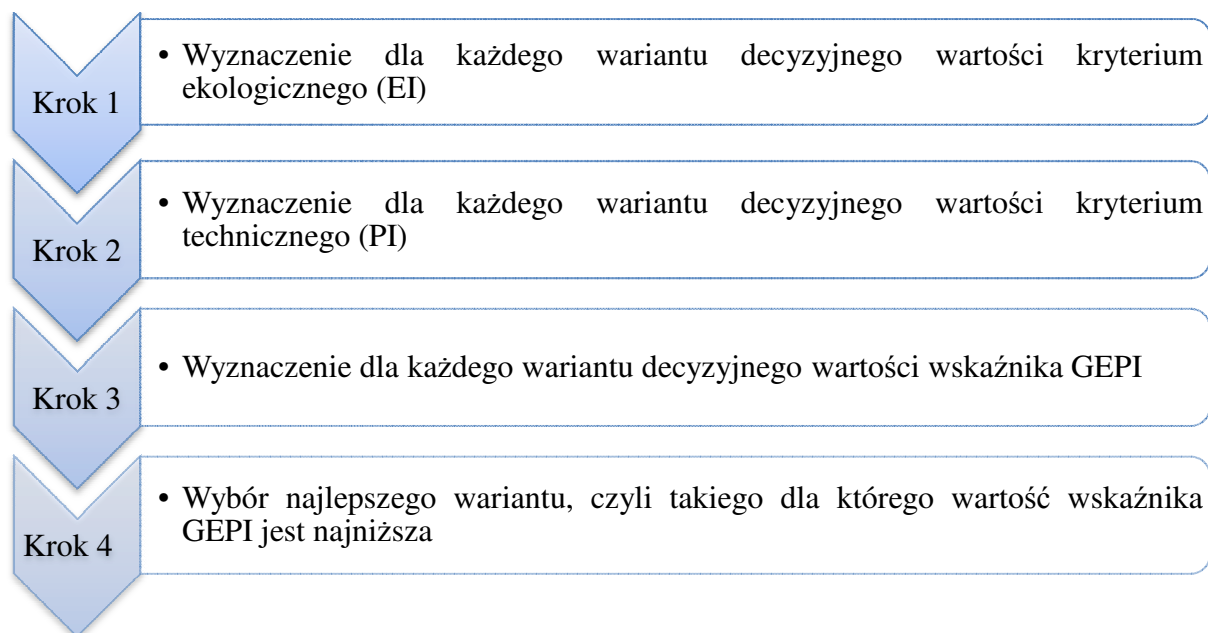 Krok 1
• Wyznaczenie dla każdego wariantu decyzyjnego wartości kryterium
ekologicznego (EI)
Krok 2
• Wyznaczenie dla każdego wariantu decyzyjnego wartości kryterium
technicznego (PI)
Krok 3
• Wyznaczenie dla każdego wariantu decyzyjnego wartości wskaźnika GEPI
Krok 4
• Wybór najlepszego wariantu, czyli takiego dla którego wartość wskaźnika
GEPI jest najniższa